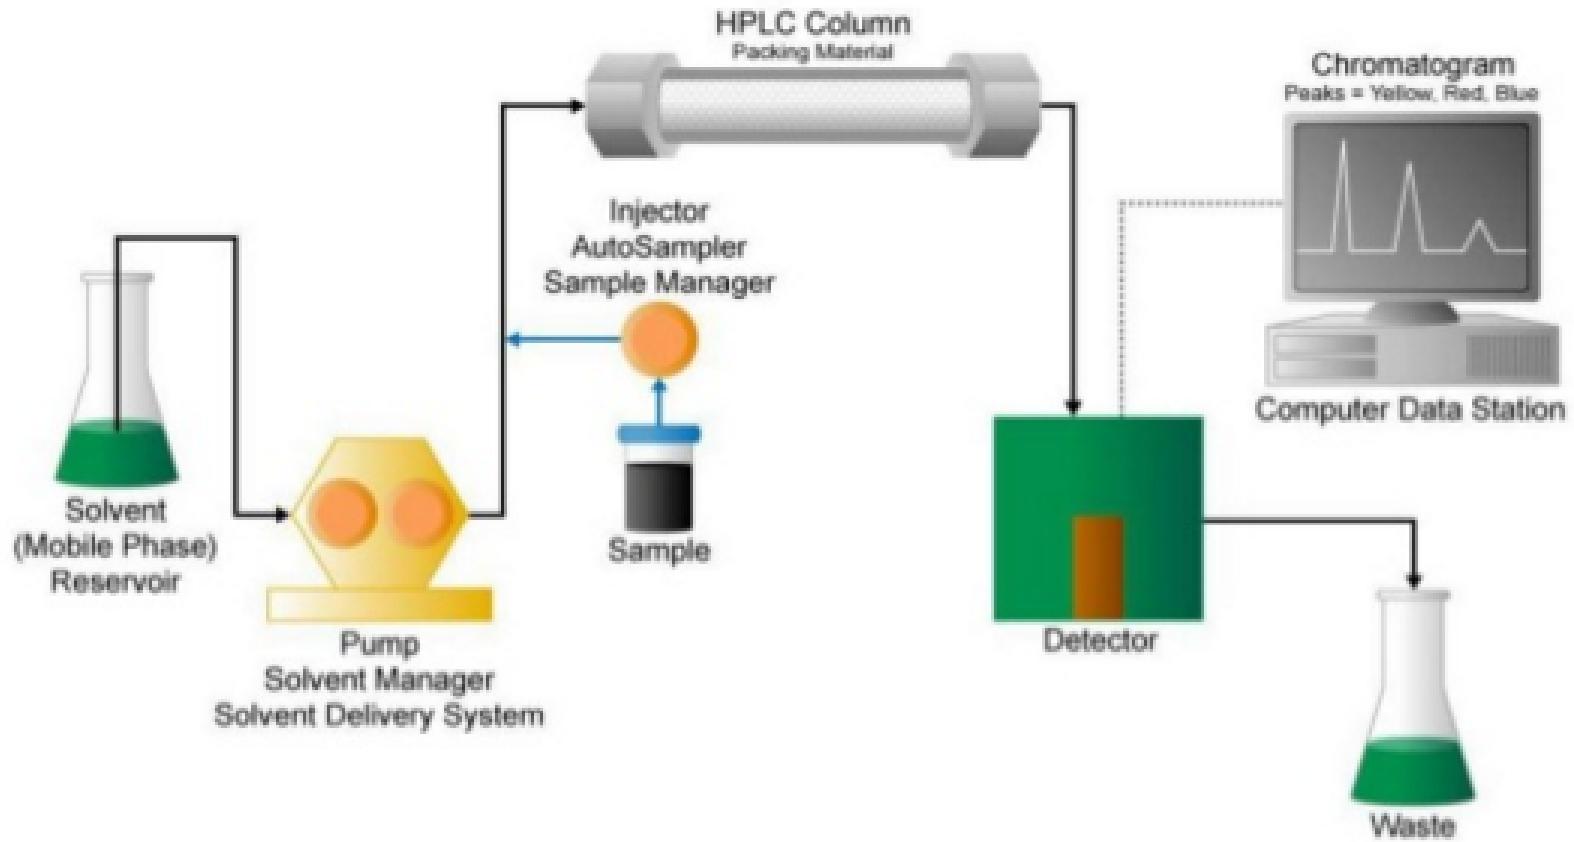 HPLC Column
Packing Material
Chromatogram
Peaks = Yellow, Red, Blue
Injector
AutoSampler
Sample Manager
Computer Data Station
Solvent
(Mobile Phase)
Reservoir
Sample
Pump
Solvent Manager
Solvent Delivery System
Detector
Waste